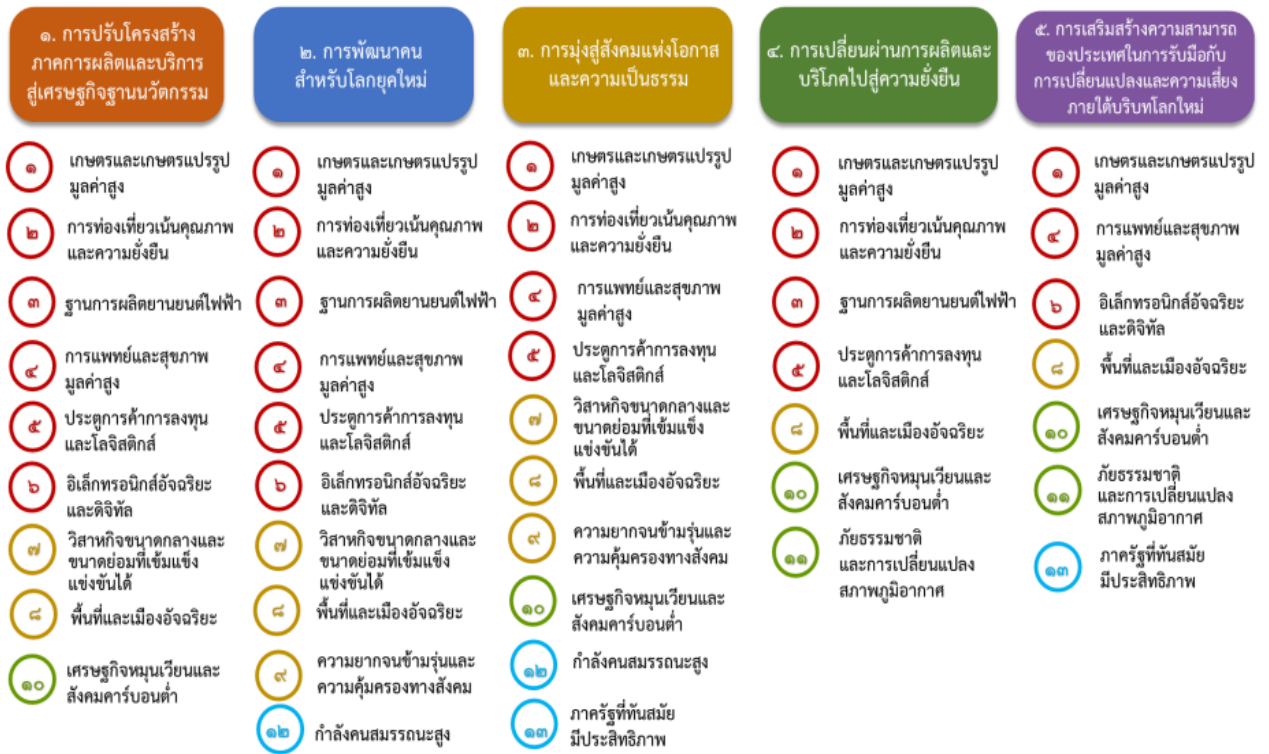 ๑. การปรับโครงสร้าง
ภาคการผลิตและบริการ
สู่เศรษฐกิจฐานนวัตกรรม
๑
เกษตรและเกษตรแปรรูป
มูลค่าสูง
๒
การท่องเที่ยวเน้นคุณภาพ
และความยั่งยืน
๓
ฐานการผลิตยานยนต์ไฟฟ้า
๔
การแพทย์และสุขภาพ
มูลค่าสูง
๕
ประตูการค้าการลงทุน
และโลจิสติกส์
๖
อิเล็กทรอนิกส์อัจฉริยะ
และดิจิทัล
๗
วิสาหกิจขนาดกลางและ
ขนาดย่อมที่เข้มแข็ง
แข่งขันได้
๘
พื้นที่และเมืองอัจฉริยะ
๑๐
เศรษฐกิจหมุนเวียนและ
สังคมคาร์บอนต่ำ
๒. การพัฒนาคน
สำหรับโลกยุคใหม่
๑
เกษตรและเกษตรแปรรูป
มูลค่าสูง
๒
การท่องเที่ยวเน้นคุณภาพ
และความยั่งยืน
๓
ฐานการผลิตยานยนต์ไฟฟ้า
๔
การแพทย์และสุขภาพ
มูลค่าสูง
๕
ประตูการค้าการลงทุน
และโลจิสติกส์
๖
อิเล็กทรอนิกส์อัจฉริยะ
และดิจิทัล
๗
วิสาหกิจขนาดกลางและ
ขนาดย่อมที่เข้มแข็ง
แข่งขันได้
๘
พื้นที่และเมืองอัจฉริยะ
๙
ความยากจนข้ามรุ่นและ
ความคุ้มครองทางสังคม
๑๒
กำลังคนสมรรถนะสูง
๓. การมุ่งสู่สังคมแห่งโอกาส
และความเป็นธรรม
๑
เกษตรและเกษตรแปรรูป
มูลค่าสูง
๒
การท่องเที่ยวเน้นคุณภาพ
และความยั่งยืน
๔
การแพทย์และสุขภาพ
มูลค่าสูง
๕
ประตูการค้าการลงทุน
และโลจิสติกส์
๗
วิสาหกิจขนาดกลางและ
ขนาดย่อมที่เข้มแข็ง
แข่งขันได้
๘
พื้นที่และเมืองอัจฉริยะ
๙
ความยากจนข้ามรุ่นและ
ความคุ้มครองทางสังคม
๑๐
เศรษฐกิจหมุนเวียนและ
สังคมคาร์บอนต่ำ
๑๒
กำลังคนสมรรถนะสูง
๑๓
ภาครัฐที่ทันสมัย
มีประสิทธิภาพ
๔. การเปลี่ยนผ่านการผลิตและ
บริโภคไปสู่ความยั่งยืน
๑
เกษตรและเกษตรแปรรูป
มูลค่าสูง
๒
การท่องเที่ยวเน้นคุณภาพ
และความยั่งยืน
๓
ฐานการผลิตยานยนต์ไฟฟ้า
๕
ประตูการค้าการลงทุน
และโลจิสติกส์
๘
พื้นที่และเมืองอัจฉริยะ
๑๐
เศรษฐกิจหมุนเวียนและ
สังคมคาร์บอนต่ำ
๑๑
ภัยธรรมชาติ
และการเปลี่ยนแปลง
สภาพภูมิอากาศ
๕. การเสริมสร้างความสามารถ
ของประเทศในการรับมือกับ
การเปลี่ยนแปลงและความเสี่ยง
ภายใต้บริบทโลกใหม่
๑
เกษตรและเกษตรแปรรูป
มูลค่าสูง
๔
การแพทย์และสุขภาพ
มูลค่าสูง
๖
อิเล็กทรอนิกส์อัจฉริยะ
และดิจิทัล
๘
พื้นที่และเมืองอัจฉริยะ
๑๐
เศรษฐกิจหมุนเวียนและ
สังคมคาร์บอนต่ำ
๑๑
ภัยธรรมชาติ
และการเปลี่ยนแปลง
สภาพภูมิอากาศ
๑๓
ภาครัฐที่ทันสมัย
มีประสิทธิภาพ